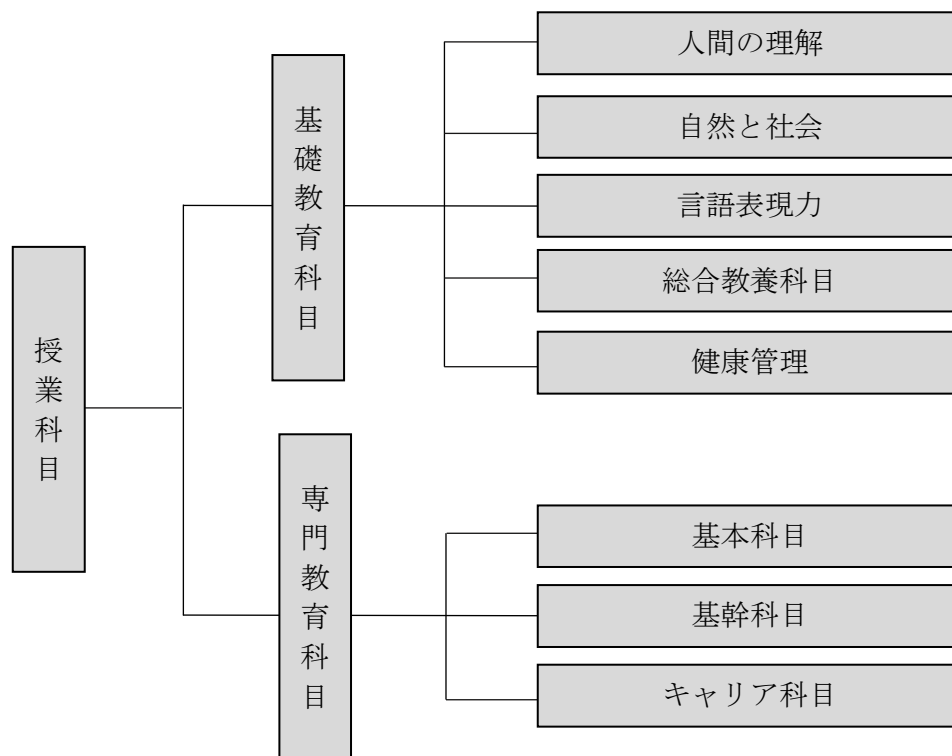 授業科目
基礎教育科目
人間の理解
自然と社会
言語表現力
総合教養科目
健康管理
専門教育科目
基本科目
基幹科目
キャリア科目